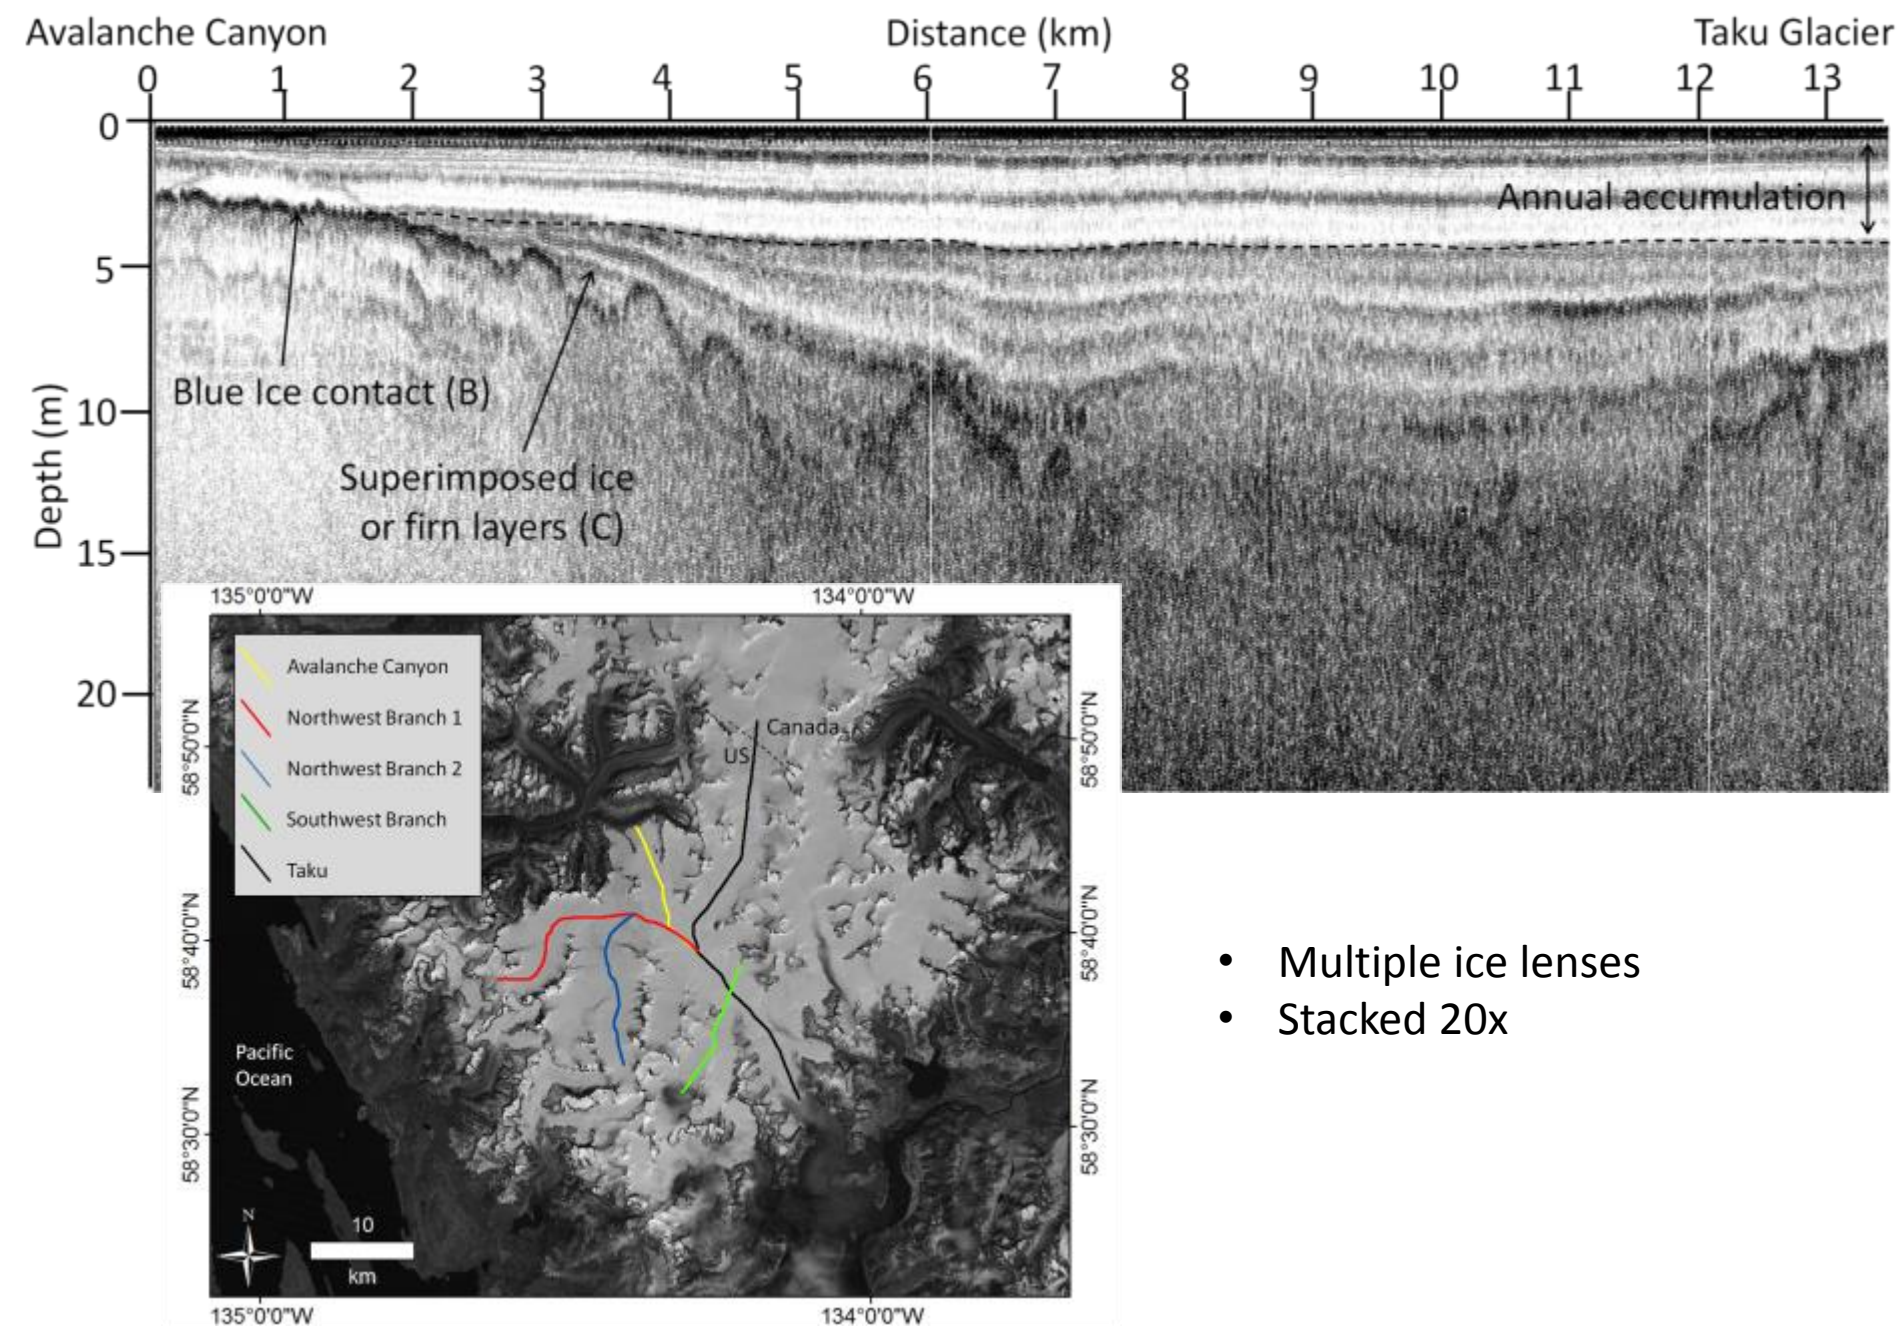 Avalanche Canyon Distance (km) Taku Glacier
0 1 2 3 4 5 6 7 8 9 10 11 12 13
0
Annual accumulation
5
Blue Ice contact (B)
10
Depth (m)
Superimposed ice
or firn layers (C)
15
20
135°0'0"W 134°0'0"W
Avalanche Canyon
Northwest Branch 1
Northwest Branch 2
Southwest Branch
Taku
Canada
US
58°50'0"N 58°50'0"N
58°40'0"N 58°40'0"N
58°30'0"N 58°30'0"N
Pacific
Ocean
N
10
km
135°0'0"W 134°0'0"W
• Multiple ice lenses
• Stacked 20x